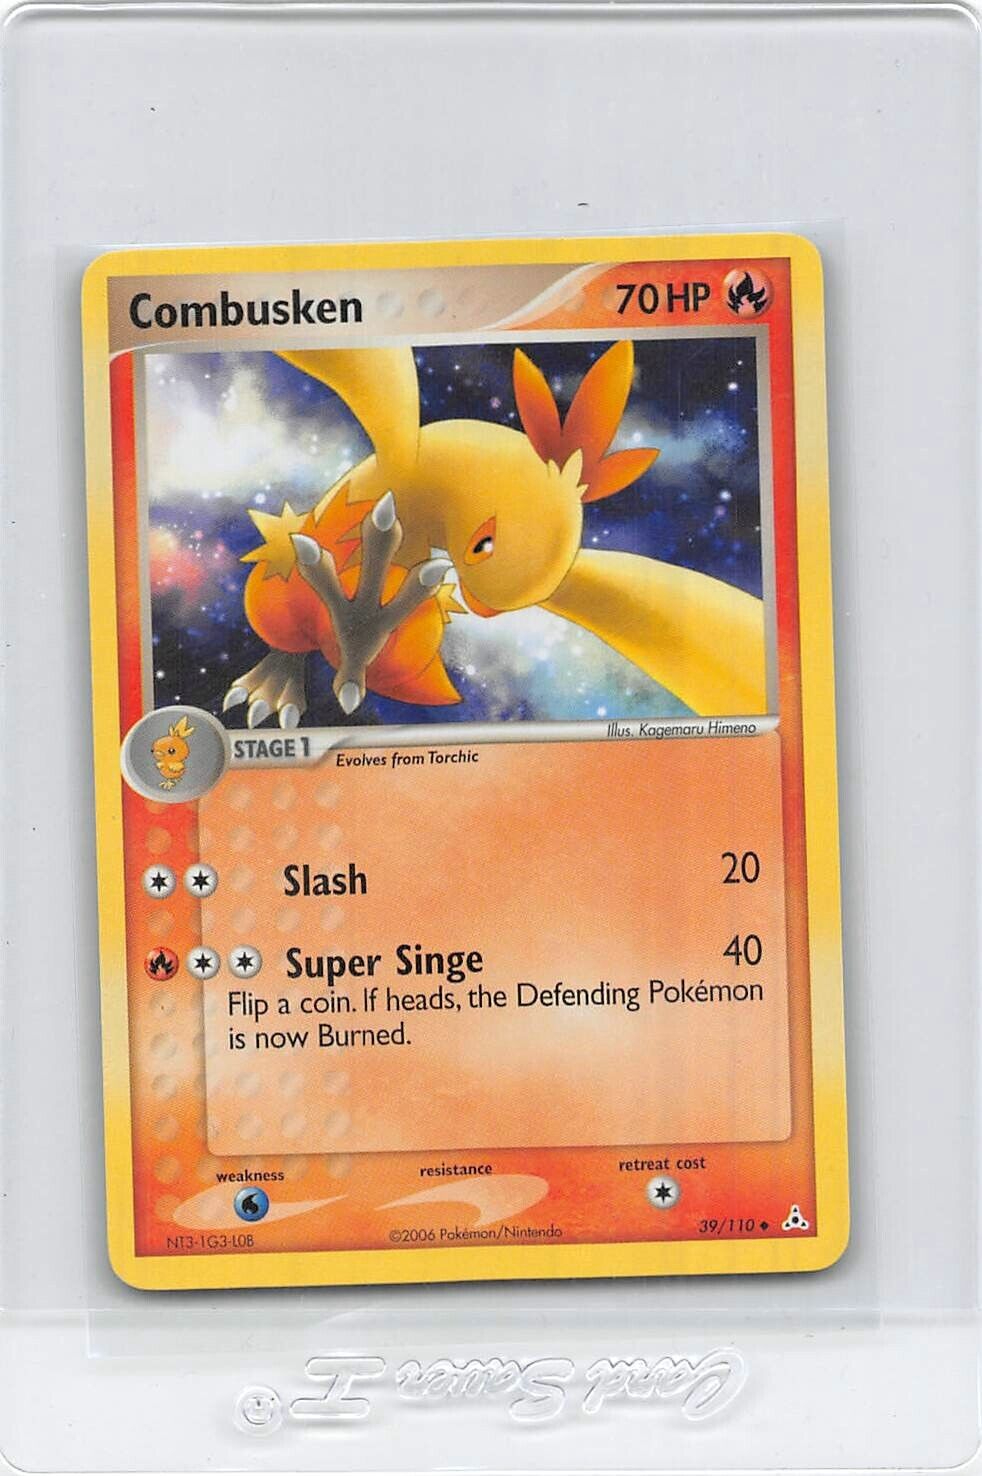 Combusken
70 HP
Illus. Kagemaru Himeno
STAGE 1
Evolves from Torchic
Slash 20
Super Singe 40
Flip a coin. If heads, the Defending Pokémon
is now Burned.
weakness resistance retreat cost
NT3-1G3-L0B ©2006 Pokémon/Nintendo 39/110
Card Saver I